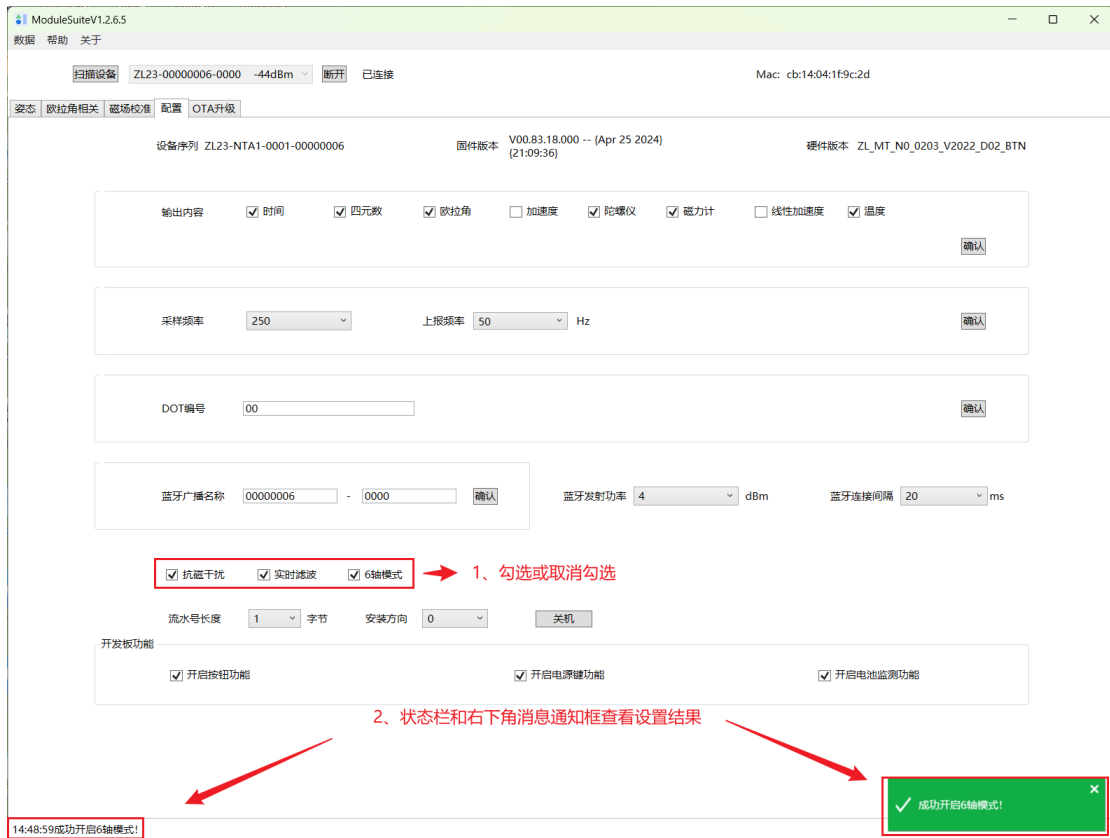 ModuleSuiteV1.2.6.5
数据 帮助 关于
扫描设备 ZL23-00000006-0000 -44dBm 断开 已连接 Mac: cb:14:04:1f:9c:2d
姿态 欧拉角相关 磁场校准 配置 OTA升级
设备序列 ZL23-NTA1-0001-00000006 固件版本 V00.83.18.000 -- {Apr 25 2024} {21:09:36} 硬件版本 ZL_MT_N0_0203_V2022_D02_BTN
输出内容 时间 四元数 欧拉角 加速度 陀螺仪 磁力计 线性加速度 温度
确认
采样频率 250 上报频率 50 Hz 确认
DOT编号 00 确认
蓝牙广播名称 00000006 - 0000 确认 蓝牙发射功率 4 dBm 蓝牙连接间隔 20 ms
抗磁干扰 实时滤波 6轴模式 1、勾选或取消勾选
流水号长度 1 字节 安装方向 0 关机
开发板功能
开启按钮功能 开启电源键功能 开启电池监测功能
2、状态栏和右下角消息通知框查看设置结果
成功开启6轴模式!
14:48:59成功开启6轴模式!